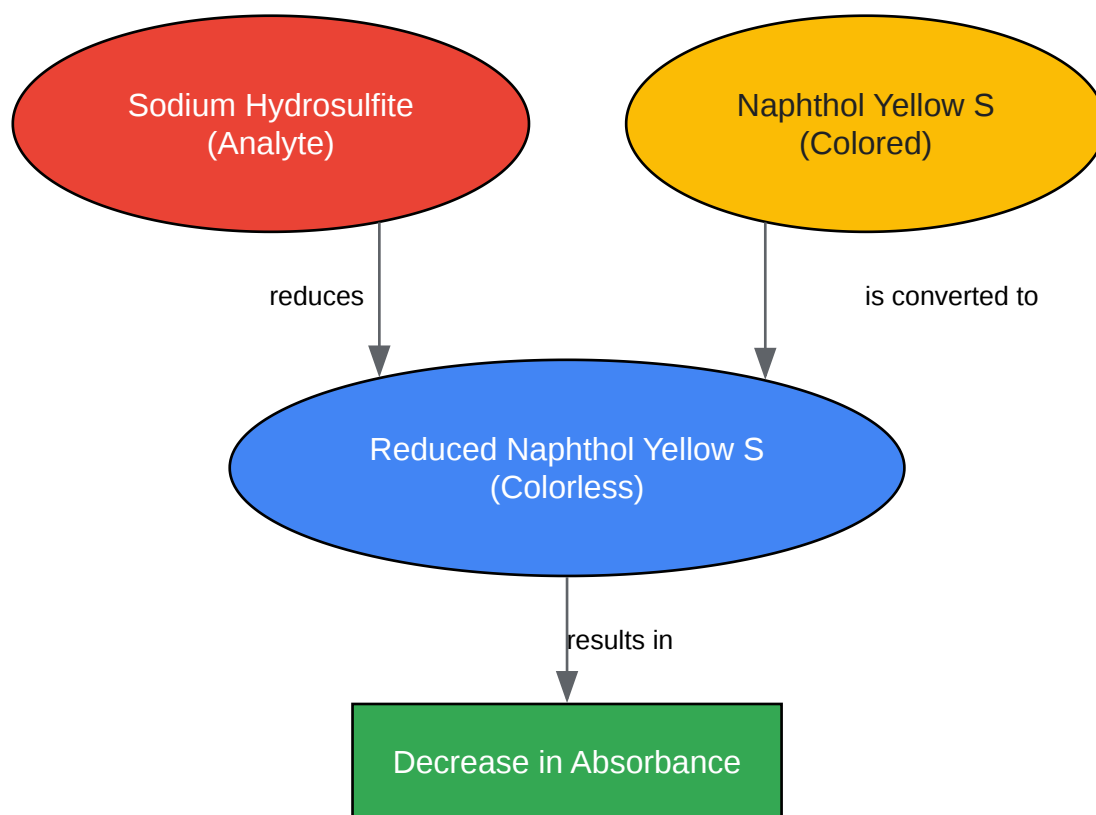 Sodium Hydrosulfite
(Analyte)
Naphthol Yellow S
(Colored)
reduces
is converted to
Reduced Naphthol Yellow S
(Colorless)
results in
Decrease in Absorbance